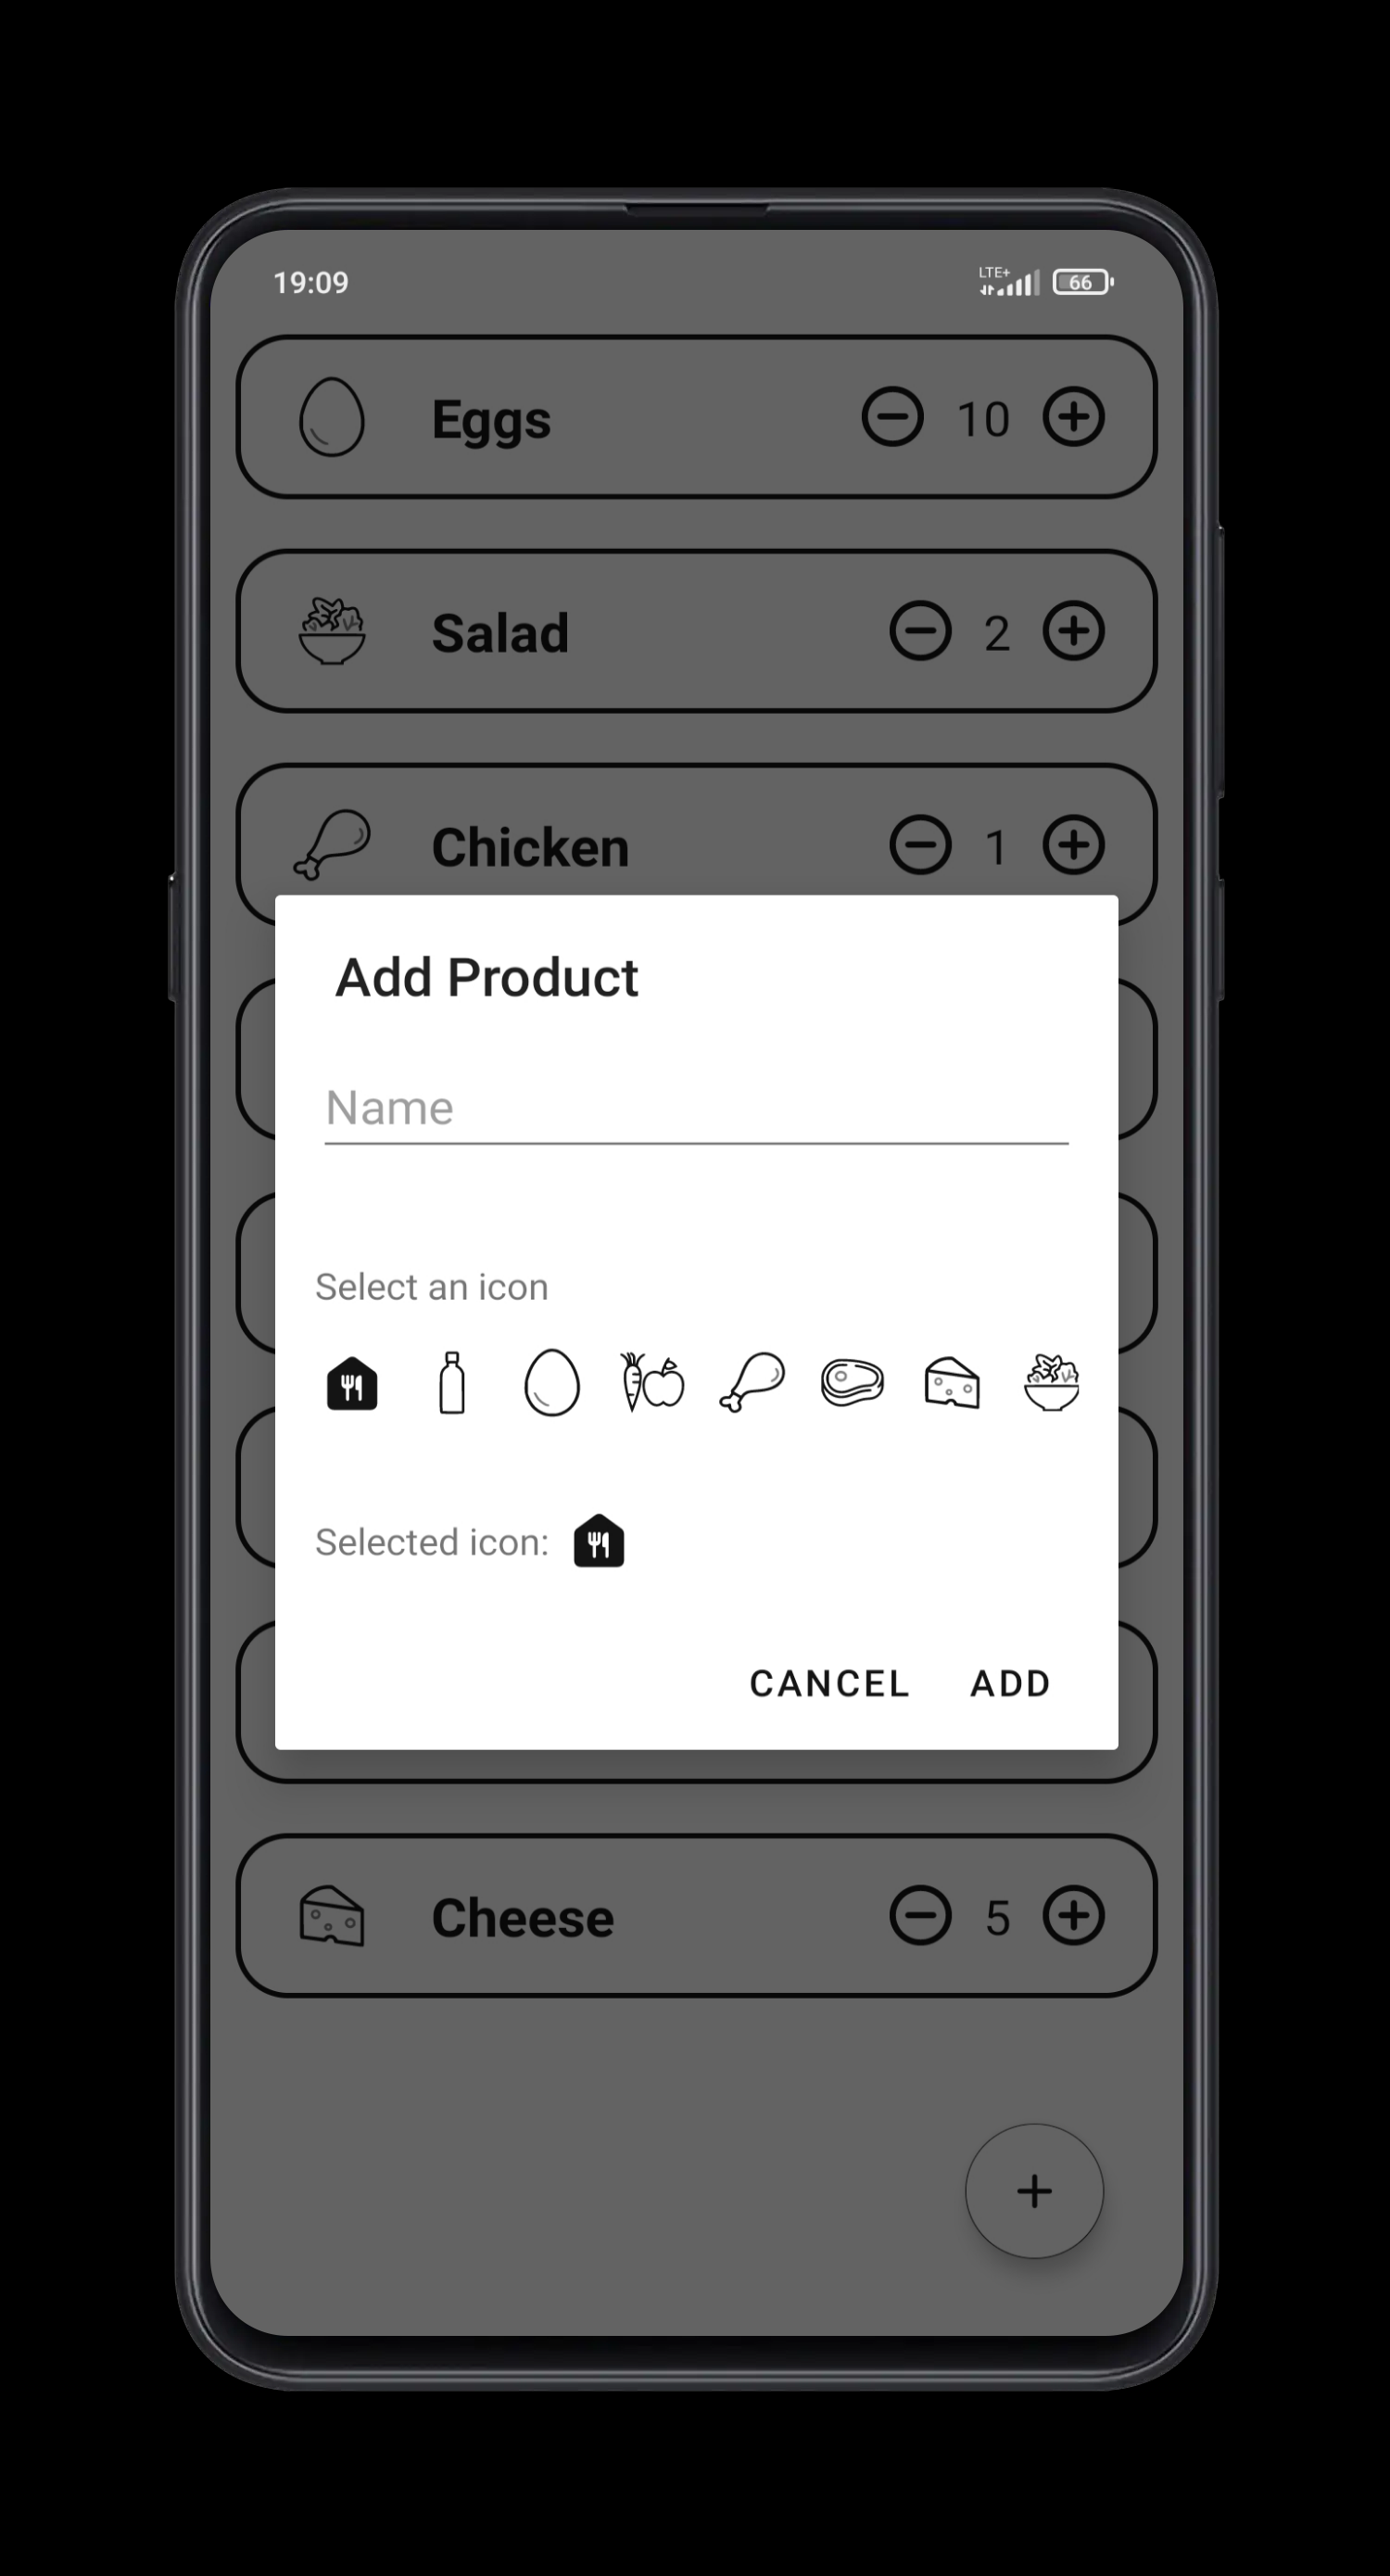 19:09 LTE+ 66
Eggs 10
Salad 2
Chicken 1
Add Product
Name
Select an icon
Selected icon:
CANCEL ADD
Cheese 5